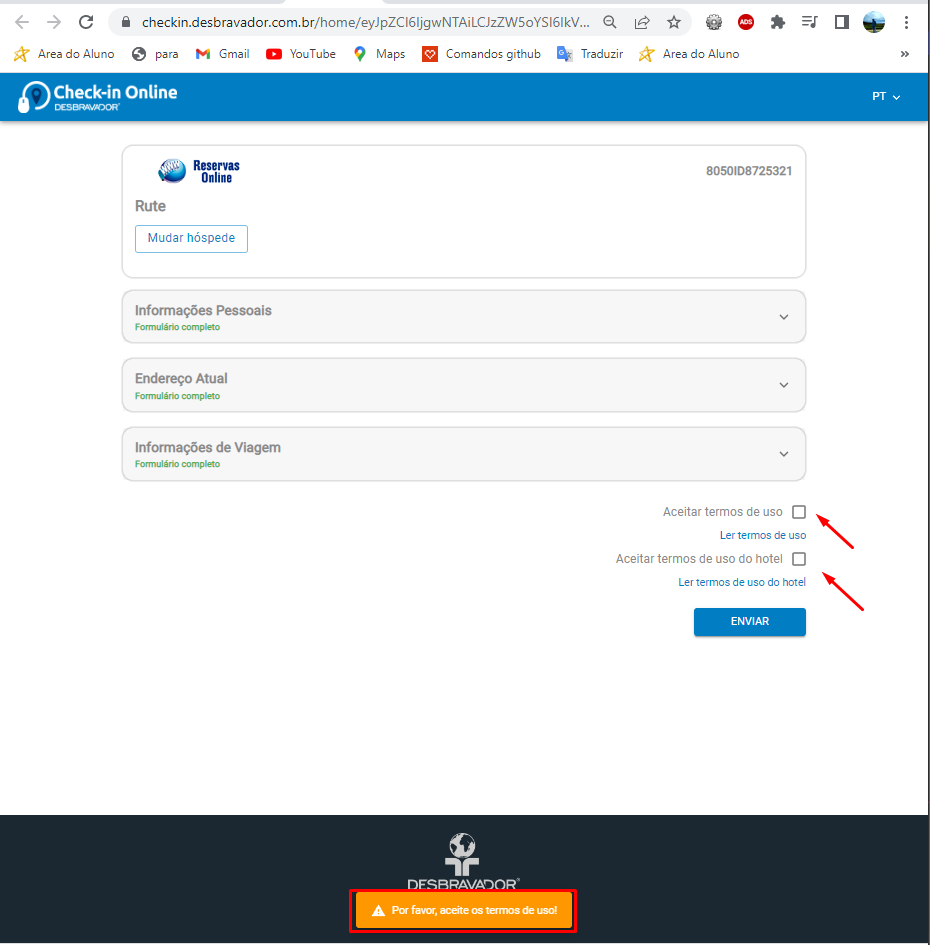 checkin.desbravador.com.br/home/eyJpZCI6IjgwNTAiLCJzZW5oYSI6IkV...
ADS
Area do Aluno
para
Gmail
YouTube
Maps
Comandos github
Traduzir
Area do Aluno
»
Check-in Online
DESBRAVADOR
PT
Reservas
Online
8050ID8725321
Rute
Mudar hóspede
Informações Pessoais
Formulário completo
Endereço Atual
Formulário completo
Informações de Viagem
Formulário completo
Aceitar termos de uso
Ler termos de uso
Aceitar termos de uso do hotel
Ler termos de uso do hotel
ENVIAR
DESBRAVADOR
Por favor, aceite os termos de uso!